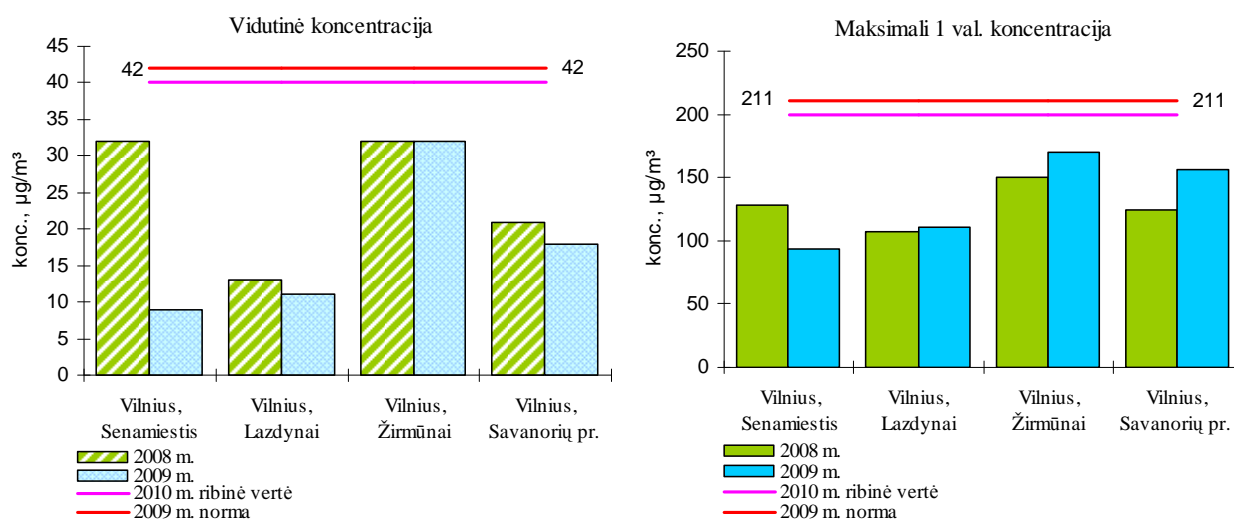 Vidutinė koncentracija
45
40
35
30
25
20
15
10
5
0
konc., µg/m³
42
42
Vilnius,
Senamiestis
Vilnius,
Lazdynai
Vilnius,
Žirmūnai
Vilnius,
Savanorių pr.
2008 m.
2009 m.
2010 m. ribinė vertė
2009 m. norma
Maksimali 1 val. koncentracija
250
200
150
100
50
0
konc., µg/m³
211
211
Vilnius,
Senamiestis
Vilnius,
Lazdynai
Vilnius,
Žirmūnai
Vilnius,
Savanorių pr.
2008 m.
2009 m.
2010 m. ribinė vertė
2009 m. norma